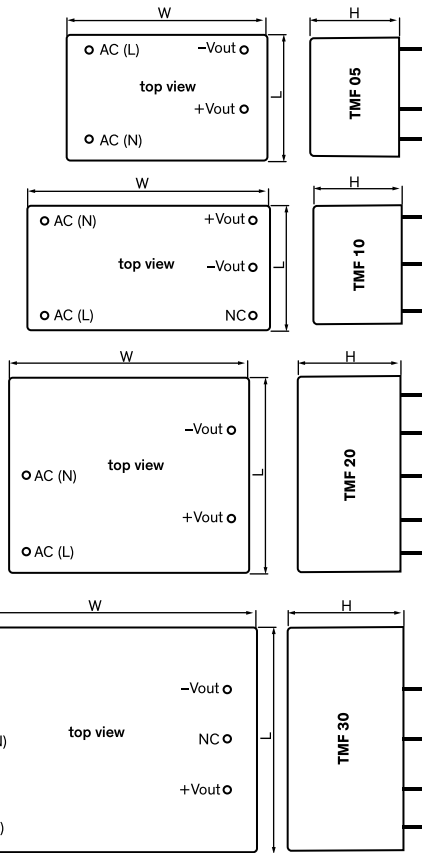 W H
AC (L) −Vout
top view L TMF 05
+Vout
AC (N)
W H
AC (N) +Vout
top view −Vout L TMF 10
AC (L) NC
W H
−Vout
top view L TMF 20
AC (N)
+Vout
AC (L)
W H
−Vout
top view NC L TMF 30
)
+Vout
)